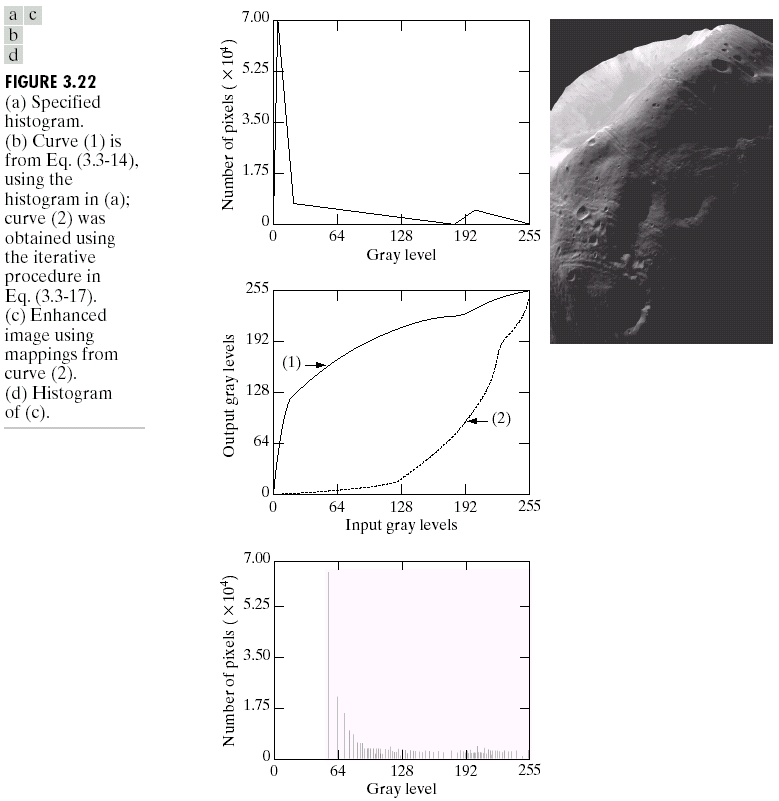 a c
b
d
FIGURE 3.22
(a) Specified
histogram.
(b) Curve (1) is
from Eq. (3.3-14),
using the
histogram in (a);
curve (2) was
obtained using
the iterative
procedure in
Eq. (3.3-17).
(c) Enhanced
image using
mappings from
curve (2).
(d) Histogram
of (c).
Number of pixels (×10⁴)
7.00
5.25
3.50
1.75
0
0 64 128 192 255
Gray level
Output gray levels
255
192
128
64
0
(1)
(2)
0 64 128 192 255
Input gray levels
Number of pixels (×10⁴)
7.00
5.25
3.50
1.75
0
0 64 128 192 255
Gray level